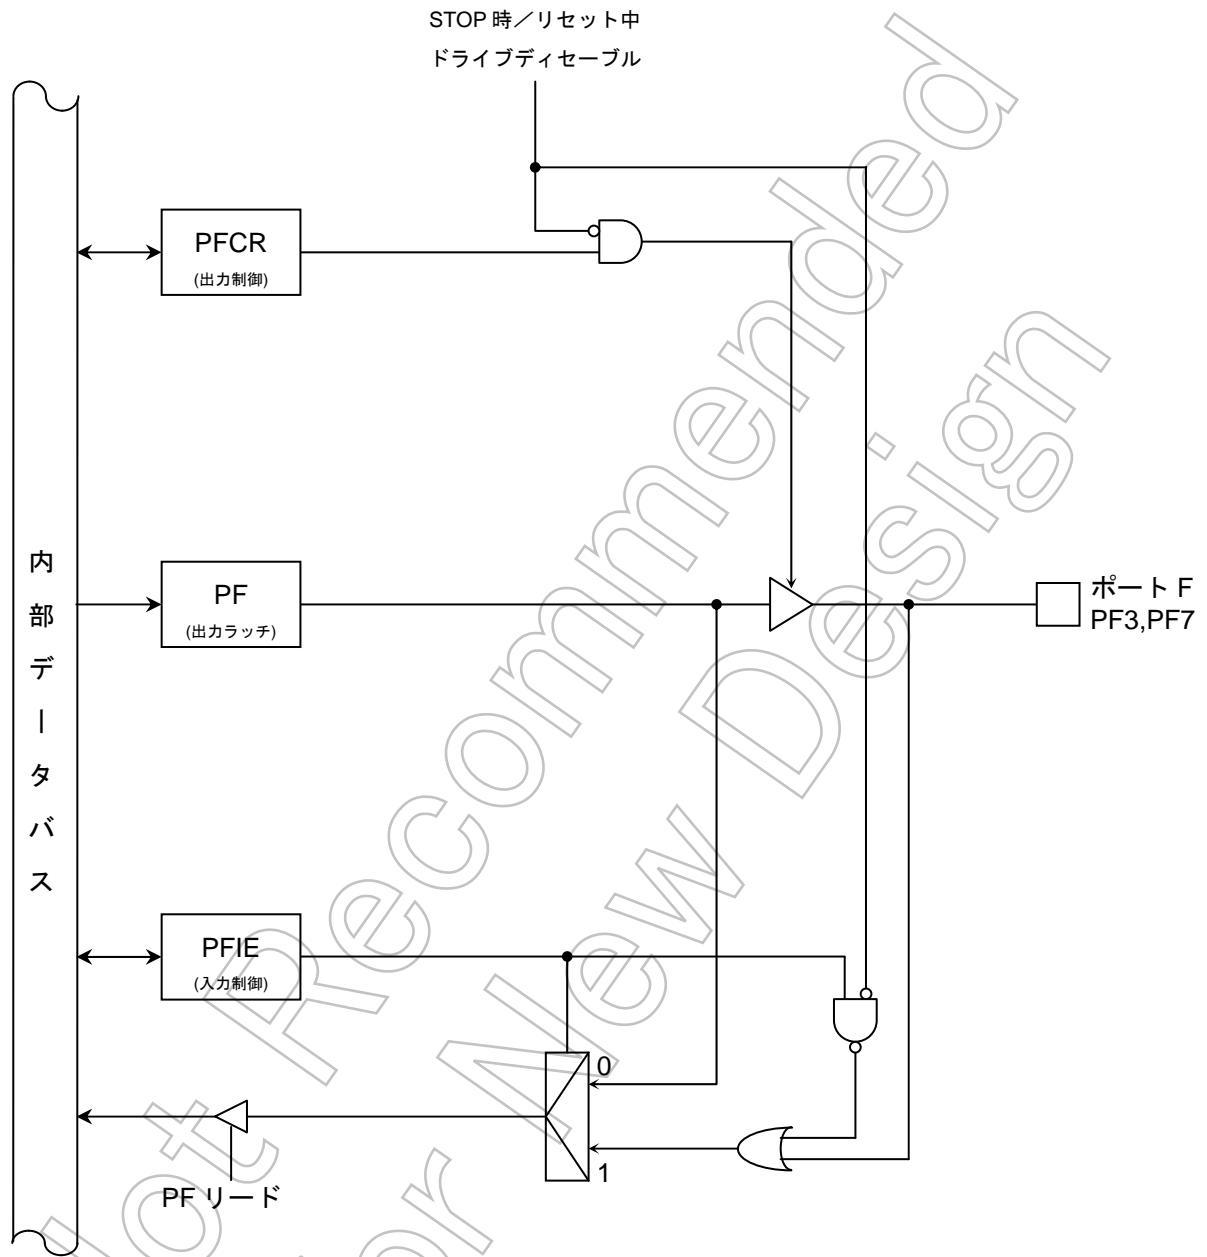 STOP 時／リセット中
ドライブディセーブル
PFCR
(出力制御)
内部データバス
PF
(出力ラッチ)
ポート F
PF3,PF7
PFIE
(入力制御)
0
1
PF リード
Not Recommended
for New Design